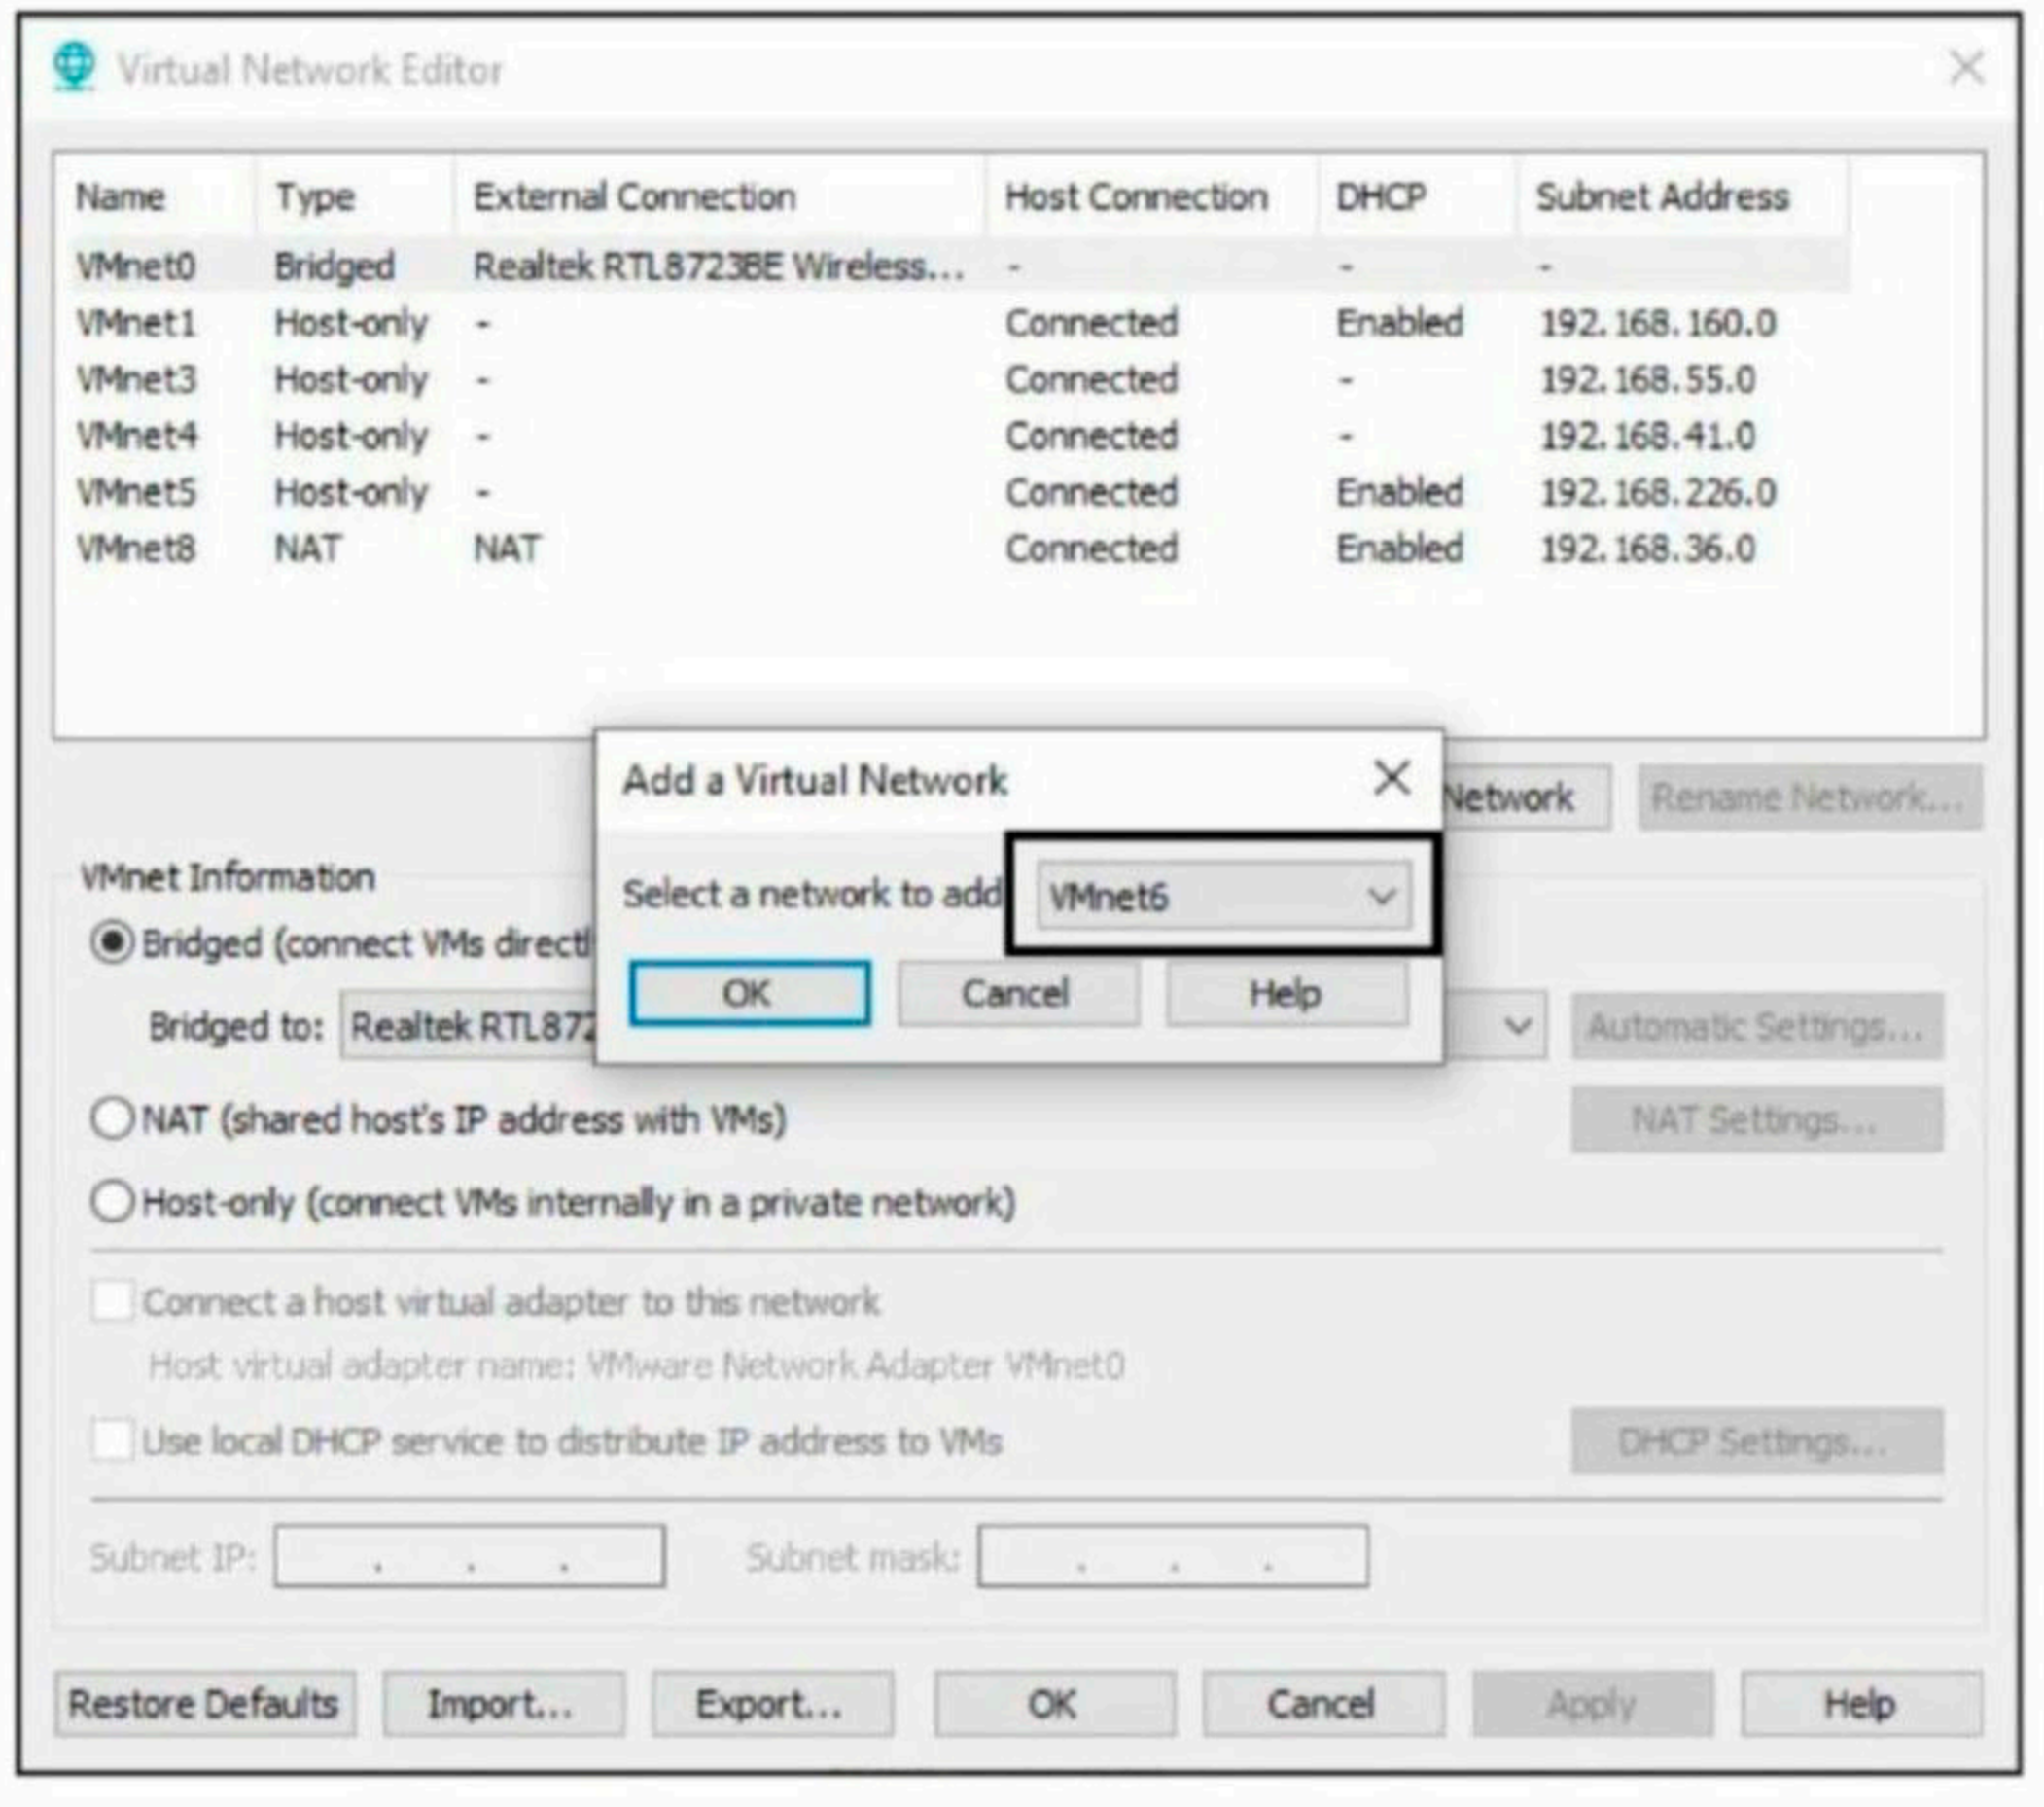 Virtual Network Editor
Name Type External Connection Host Connection DHCP Subnet Address
VMnet0 Bridged Realtek RTL8723BE Wireless... - - -
VMnet1 Host-only - Connected Enabled 192.168.160.0
VMnet3 Host-only - Connected - 192.168.55.0
VMnet4 Host-only - Connected - 192.168.41.0
VMnet5 Host-only - Connected Enabled 192.168.226.0
VMnet8 NAT NAT Connected Enabled 192.168.36.0
Add a Virtual Network
Network Rename Network...
Select a network to add VMnet6
OK Cancel Help
VMnet Information
Bridged (connect VMs directl
Bridged to: Realtek RTL872 Automatic Settings...
NAT (shared host's IP address with VMs) NAT Settings...
Host-only (connect VMs internally in a private network)
Connect a host virtual adapter to this network
Host virtual adapter name: VMware Network Adapter VMnet0
Use local DHCP service to distribute IP address to VMs DHCP Settings...
Subnet IP: . . . Subnet mask: . . .
Restore Defaults Import... Export... OK Cancel Apply Help